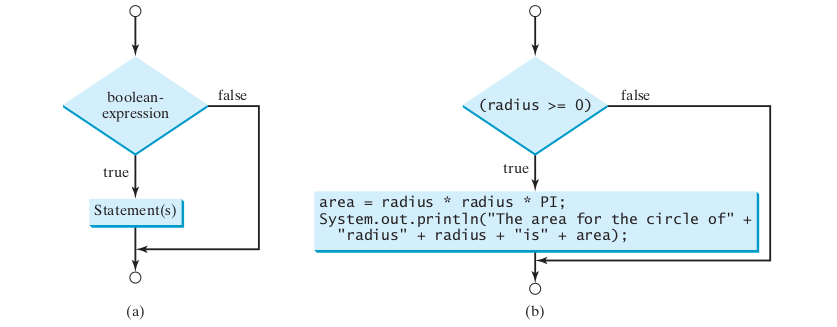 boolean-
expression
false
true
Statement(s)
(a)
(radius >= 0)
false
true
area = radius * radius * PI;
System.out.println("The area for the circle of" +
"radius" + radius + "is" + area);
(b)